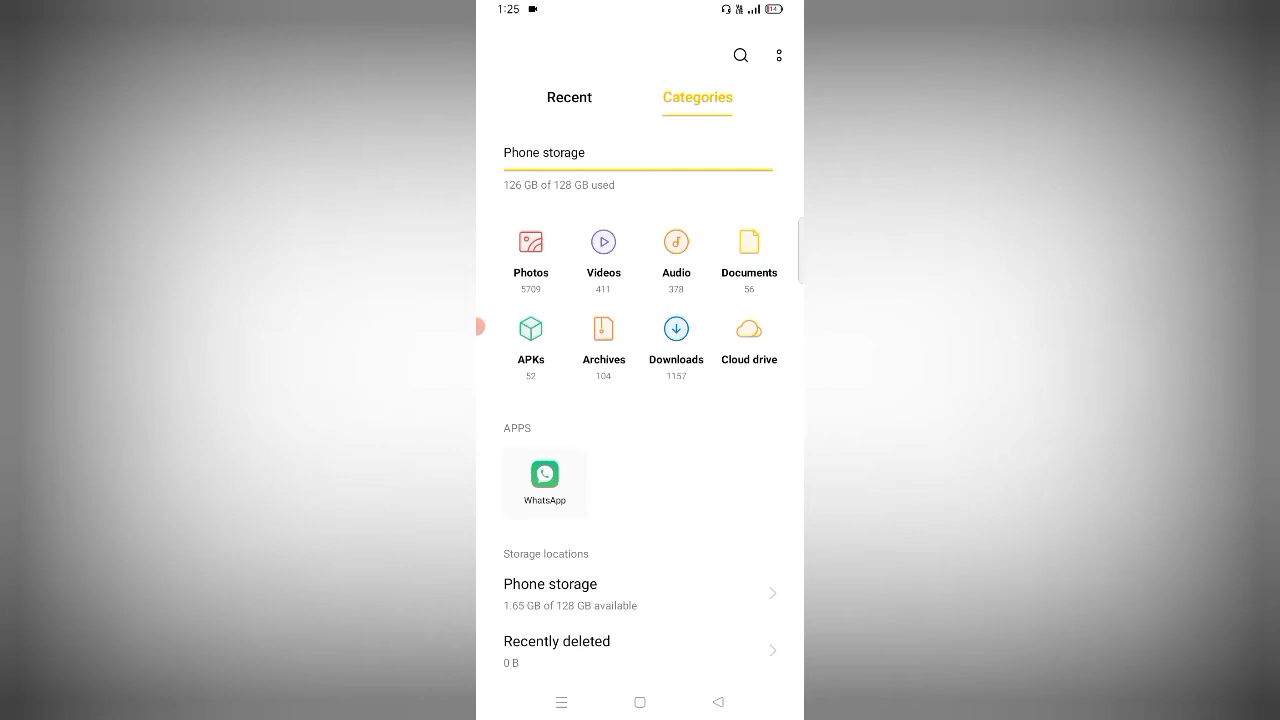 1:25
14
Recent Categories
Phone storage
126 GB of 128 GB used
Photos Videos Audio Documents
5709 411 378 56
APKs Archives Downloads Cloud drive
52 104 1157
APPS
WhatsApp
Storage locations
Phone storage
1.65 GB of 128 GB available
Recently deleted
0 B